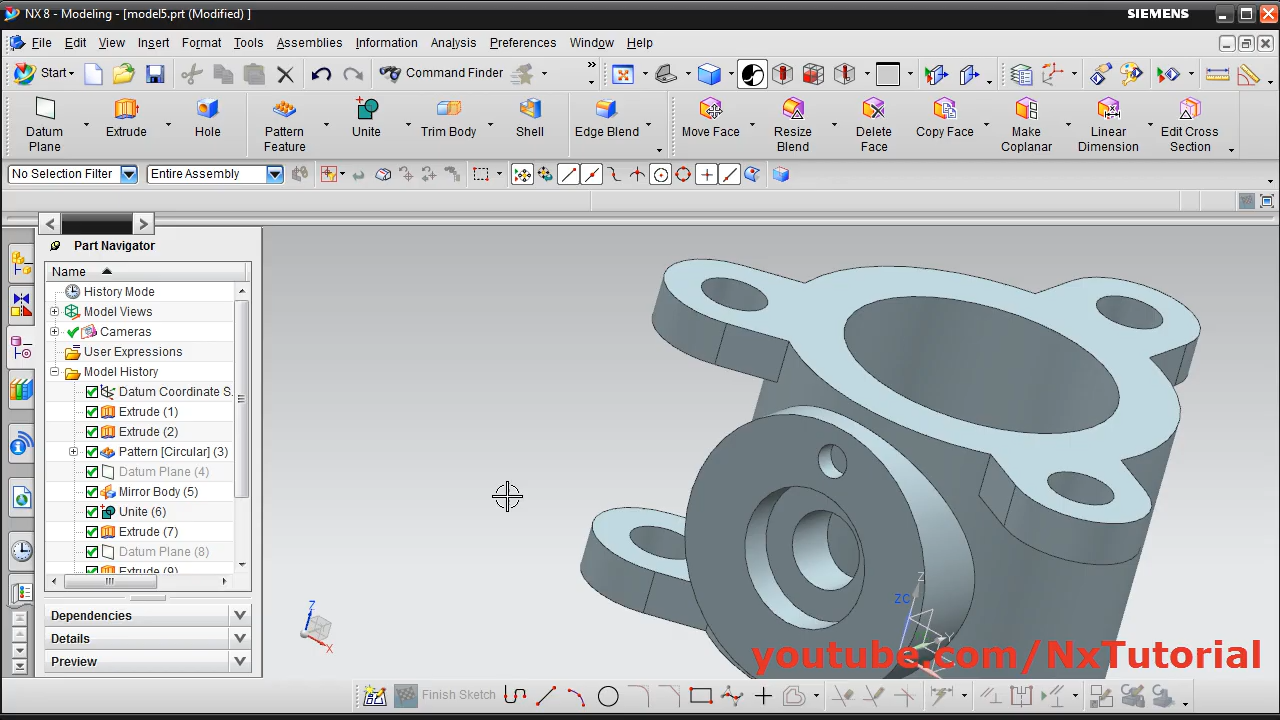 NX 8 - Modeling - [model5.prt (Modified) ]
SIEMENS
File Edit View Insert Format Tools Assemblies Information Analysis Preferences Window Help
Start
Command Finder
Datum Plane
Extrude
Hole
Pattern Feature
Unite
Trim Body
Shell
Edge Blend
Move Face
Resize Blend
Delete Face
Copy Face
Make Coplanar
Linear Dimension
Edit Cross Section
No Selection Filter
Entire Assembly
Part Navigator
Name
History Mode
Model Views
Cameras
User Expressions
Model History
Datum Coordinate S.
Extrude (1)
Extrude (2)
Pattern [Circular] (3)
Datum Plane (4)
Mirror Body (5)
Unite (6)
Extrude (7)
Datum Plane (8)
Extrude (9)
Dependencies
Details
Preview
Z
X
Z
ZC
Y
youtube.com/NxTutorial
Finish Sketch